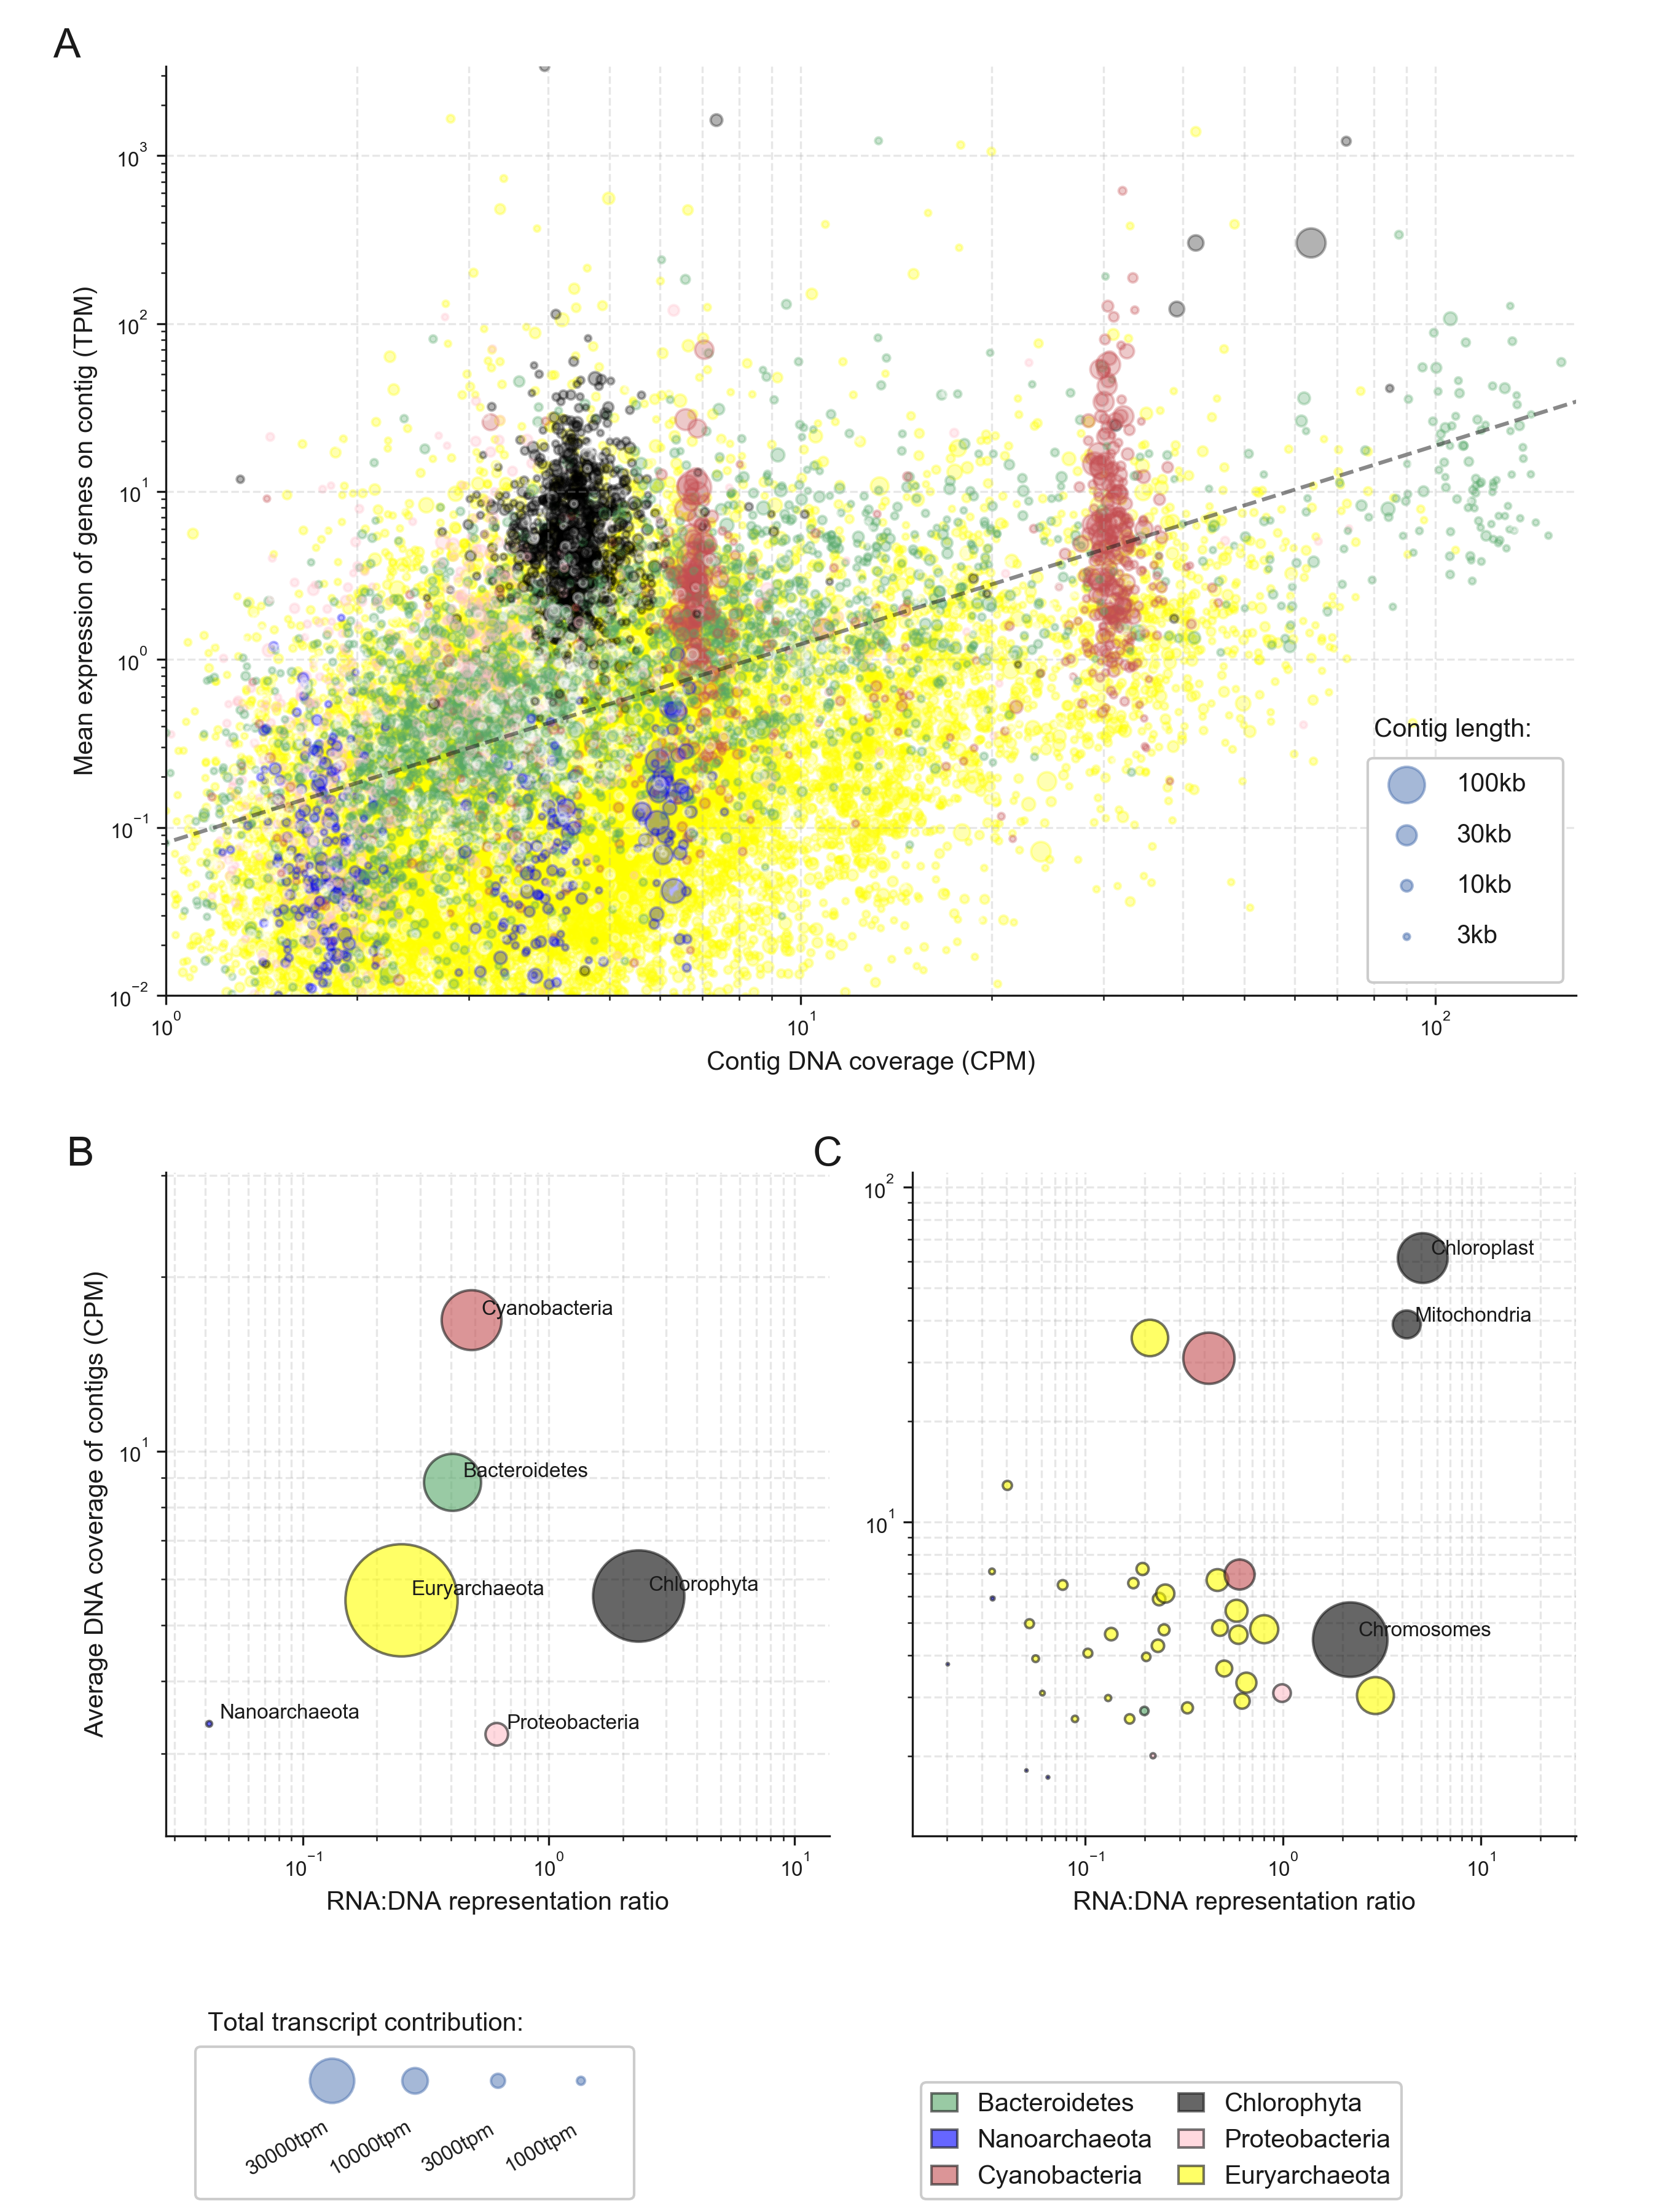 A
Mean expression of genes on contig (TPM)
10^3
10^2
10^1
10^0
10^−1
10^−2
10^0
10^1
10^2
Contig DNA coverage (CPM)
Contig length:
100kb
30kb
10kb
3kb
B
Average DNA coverage of contigs (CPM)
10^1
Cyanobacteria
Bacteroidetes
Euryarchaeota
Chlorophyta
Nanoarchaeota
Proteobacteria
10^−1
10^0
10^1
RNA:DNA representation ratio
C
10^2
10^1
Chloroplast
Mitochondria
Chromosomes
10^−1
10^0
10^1
RNA:DNA representation ratio
Total transcript contribution:
30000tpm
10000tpm
3000tpm
1000tpm
Bacteroidetes
Nanoarchaeota
Cyanobacteria
Chlorophyta
Proteobacteria
Euryarchaeota